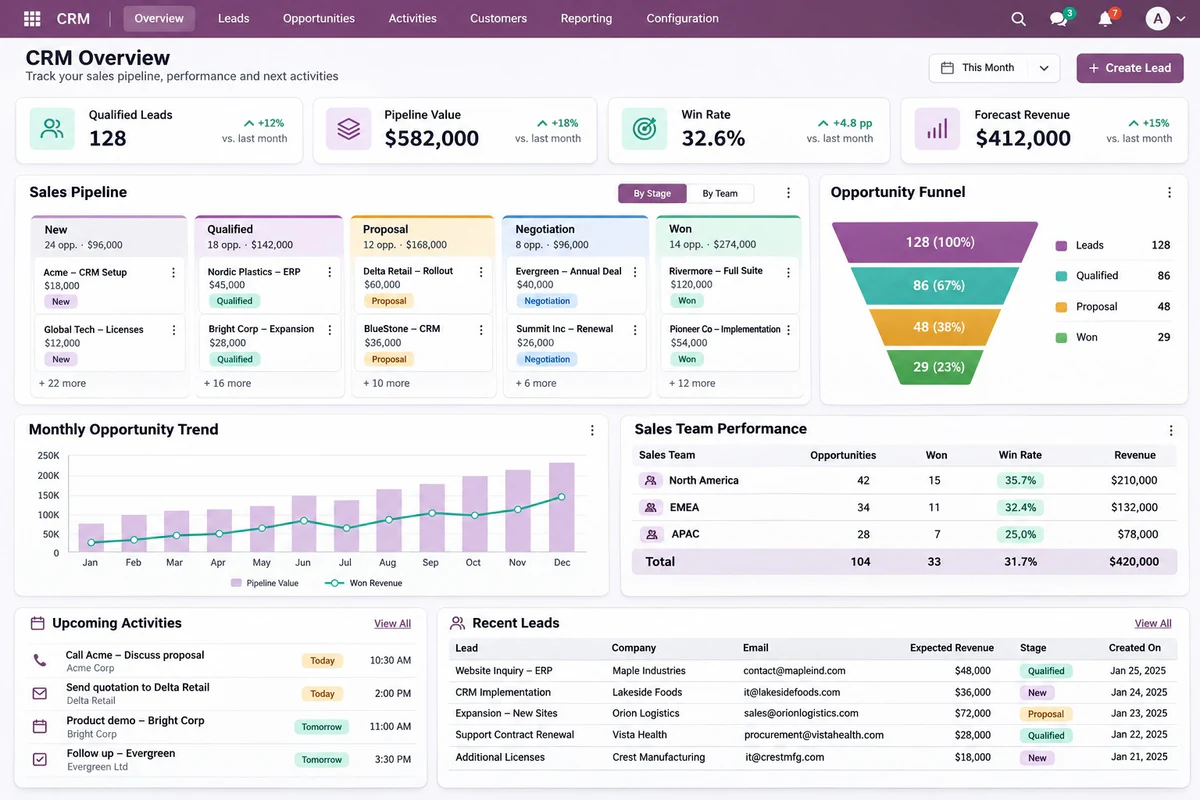 CRM
Overview
Leads
Opportunities
Activities
Customers
Reporting
Configuration
3
7
A
CRM Overview
Track your sales pipeline, performance and next activities
This Month
+ Create Lead
Qualified Leads
128
+12%
vs. last month
Pipeline Value
$582,000
+18%
vs. last month
Win Rate
32.6%
+4.8 pp
vs. last month
Forecast Revenue
$412,000
+15%
vs. last month
Sales Pipeline
By Stage
By Team
New
24 opp. · $96,000
Acme – CRM Setup
$18,000
New
Global Tech – Licenses
$12,000
New
+ 22 more
Qualified
18 opp. · $142,000
Nordic Plastics – ERP
$45,000
Qualified
Bright Corp – Expansion
$28,000
Qualified
+ 16 more
Proposal
12 opp. · $168,000
Delta Retail – Rollout
$60,000
Proposal
BlueStone – CRM
$36,000
Proposal
+ 10 more
Negotiation
8 opp. · $96,000
Evergreen – Annual Deal
$40,000
Negotiation
Summit Inc – Renewal
$26,000
Negotiation
+ 6 more
Won
14 opp. · $274,000
Rivermore – Full Suite
$120,000
Won
Pioneer Co – Implementation
$54,000
Won
+ 12 more
Opportunity Funnel
128 (100%)
86 (67%)
48 (38%)
29 (23%)
Leads 128
Qualified 86
Proposal 48
Won 29
Monthly Opportunity Trend
250K
200K
150K
100K
50K
0
Jan Feb Mar Apr May Jun Jul Aug Sep Oct Nov Dec
Pipeline Value Won Revenue
Sales Team Performance
Sales Team Opportunities Won Win Rate Revenue
North America 42 15 35.7% $210,000
EMEA 34 11 32.4% $132,000
APAC 28 7 25,0% $78,000
Total 104 33 31.7% $420,000
Upcoming Activities
View All
Call Acme – Discuss proposal
Acme Corp
Today
10:30 AM
Send quotation to Delta Retail
Delta Retail
Today
2:00 PM
Product demo – Bright Corp
Bright Corp
Tomorrow
11:00 AM
Follow up – Evergreen
Evergreen Ltd
Tomorrow
3:30 PM
Recent Leads
View All
Lead Company Email Expected Revenue Stage Created On
Website Inquiry – ERP Maple Industries contact@mapleind.com $48,000 Qualified Jan 25, 2025
CRM Implementation Lakeside Foods it@lakesidefoods.com $36,000 New Jan 24, 2025
Expansion – New Sites Orion Logistics sales@orionlogistics.com $72,000 Proposal Jan 23, 2025
Support Contract Renewal Vista Health procurement@vistahealth.com $28,000 Qualified Jan 22, 2025
Additional Licenses Crest Manufacturing it@crestmfg.com $18,000 New Jan 21, 2025